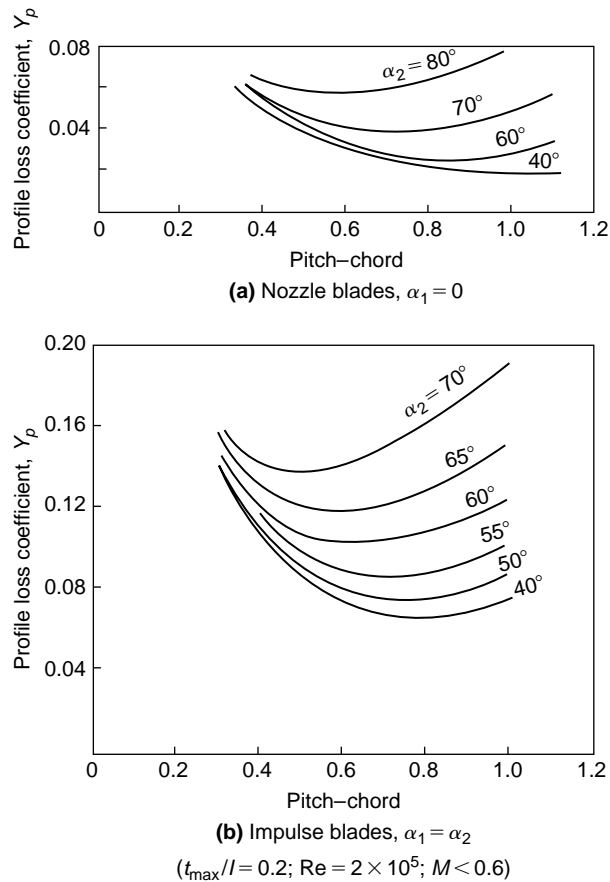 Profile loss coefficient, Yₚ
0.08
0.04
α₂ = 80°
70°
60°
40°
0 0.2 0.4 0.6 0.8 1.0 1.2
Pitch–chord
(a) Nozzle blades, α₁ = 0
Profile loss coefficient, Yₚ
0.20
0.16
0.12
0.08
0.04
α₂ = 70°
65°
60°
55°
50°
40°
0 0.2 0.4 0.6 0.8 1.0 1.2
Pitch–chord
(b) Impulse blades, α₁ = α₂
(tₘₐₓ/l = 0.2; Re = 2 × 10⁵; M < 0.6)